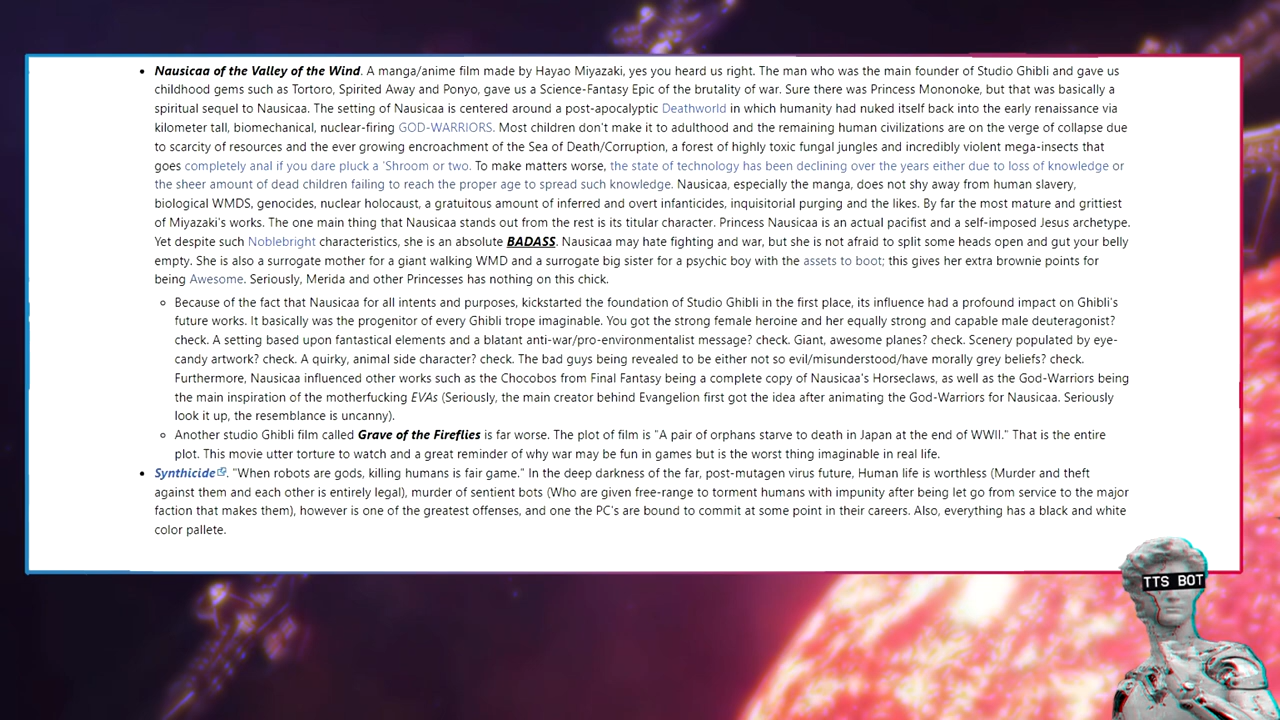 Nausicaa of the Valley of the Wind. A manga/anime film made by Hayao Miyazaki, yes you heard us right. The man who was the main founder of Studio Ghibli and gave us
childhood gems such as Tortoro, Spirited Away and Ponyo, gave us a Science-Fantasy Epic of the brutality of war. Sure there was Princess Mononoke, but that was basically a
spiritual sequel to Nausicaa. The setting of Nausicaa is centered around a post-apocalyptic Deathworld in which humanity had nuked itself back into the early renaissance via
kilometer tall, biomechanical, nuclear-firing GOD-WARRIORS. Most children don't make it to adulthood and the remaining human civilizations are on the verge of collapse due
to scarcity of resources and the ever growing encroachment of the Sea of Death/Corruption, a forest of highly toxic fungal jungles and incredibly violent mega-insects that
goes completely anal if you dare pluck a 'Shroom or two. To make matters worse, the state of technology has been declining over the years either due to loss of knowledge or
the sheer amount of dead children failing to reach the proper age to spread such knowledge. Nausicaa, especially the manga, does not shy away from human slavery,
biological WMDS, genocides, nuclear holocaust, a gratuitous amount of inferred and overt infanticides, inquisitorial purging and the likes. By far the most mature and grittiest
of Miyazaki's works. The one main thing that Nausicaa stands out from the rest is its titular character. Princess Nausicaa is an actual pacifist and a self-imposed Jesus archetype.
Yet despite such Noblebright characteristics, she is an absolute BADASS. Nausicaa may hate fighting and war, but she is not afraid to split some heads open and gut your belly
empty. She is also a surrogate mother for a giant walking WMD and a surrogate big sister for a psychic boy with the assets to boot; this gives her extra brownie points for
being Awesome. Seriously, Merida and other Princesses has nothing on this chick.
Because of the fact that Nausicaa for all intents and purposes, kickstarted the foundation of Studio Ghibli in the first place, its influence had a profound impact on Ghibli's
future works. It basically was the progenitor of every Ghibli trope imaginable. You got the strong female heroine and her equally strong and capable male deuteragonist?
check. A setting based upon fantastical elements and a blatant anti-war/pro-environmentalist message? check. Giant, awesome planes? check. Scenery populated by eye-
candy artwork? check. A quirky, animal side character? check. The bad guys being revealed to be either not so evil/misunderstood/have morally grey beliefs? check.
Furthermore, Nausicaa influenced other works such as the Chocobos from Final Fantasy being a complete copy of Nausicaa's Horseclaws, as well as the God-Warriors being
the main inspiration of the motherfucking EVAs (Seriously, the main creator behind Evangelion first got the idea after animating the God-Warriors for Nausicaa. Seriously
look it up, the resemblance is uncanny).
Another studio Ghibli film called Grave of the Fireflies is far worse. The plot of film is "A pair of orphans starve to death in Japan at the end of WWII." That is the entire
plot. This movie utter torture to watch and a great reminder of why war may be fun in games but is the worst thing imaginable in real life.
Synthicide. "When robots are gods, killing humans is fair game." In the deep darkness of the far, post-mutagen virus future, Human life is worthless (Murder and theft
against them and each other is entirely legal), murder of sentient bots (Who are given free-range to torment humans with impunity after being let go from service to the major
faction that makes them), however is one of the greatest offenses, and one the PC's are bound to commit at some point in their careers. Also, everything has a black and white
color pallete.
TTS BOT